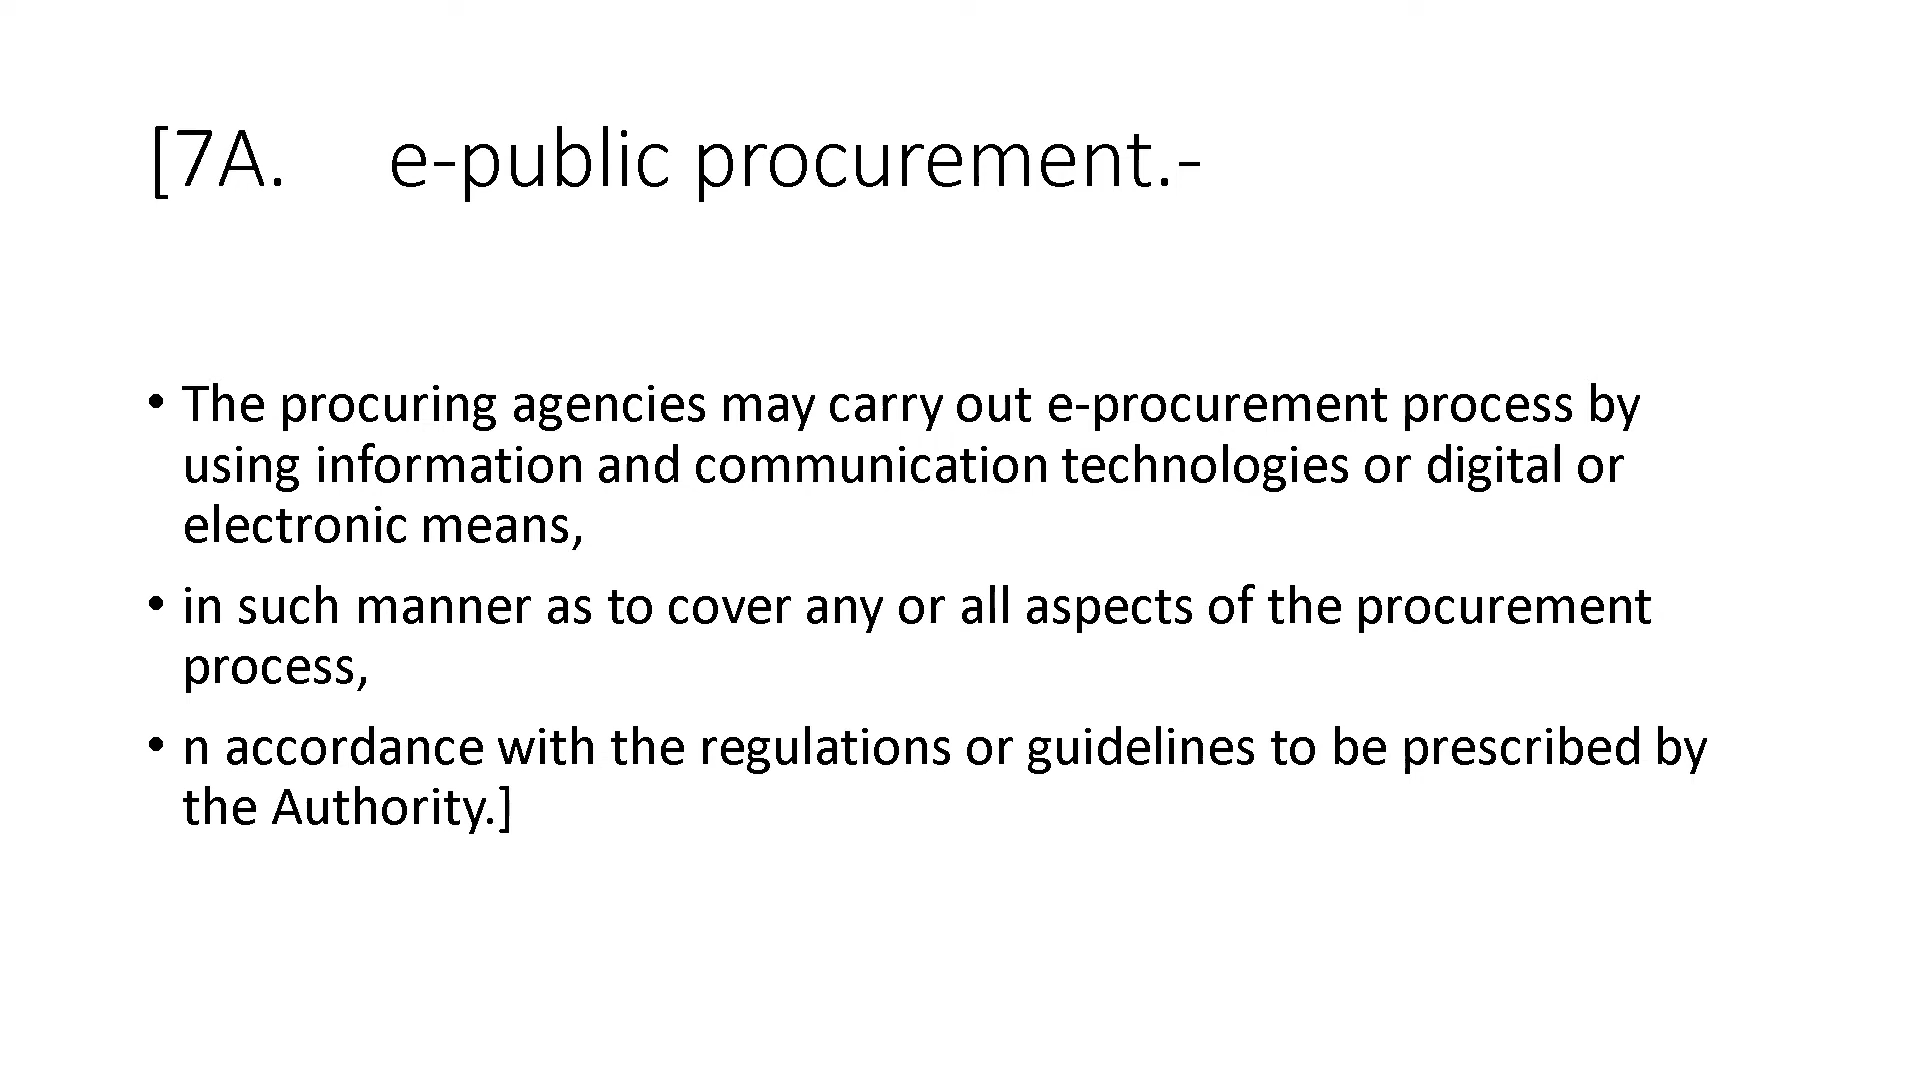 [7A. e-public procurement.-
• The procuring agencies may carry out e-procurement process by
using information and communication technologies or digital or
electronic means,
• in such manner as to cover any or all aspects of the procurement
process,
• n accordance with the regulations or guidelines to be prescribed by
the Authority.]